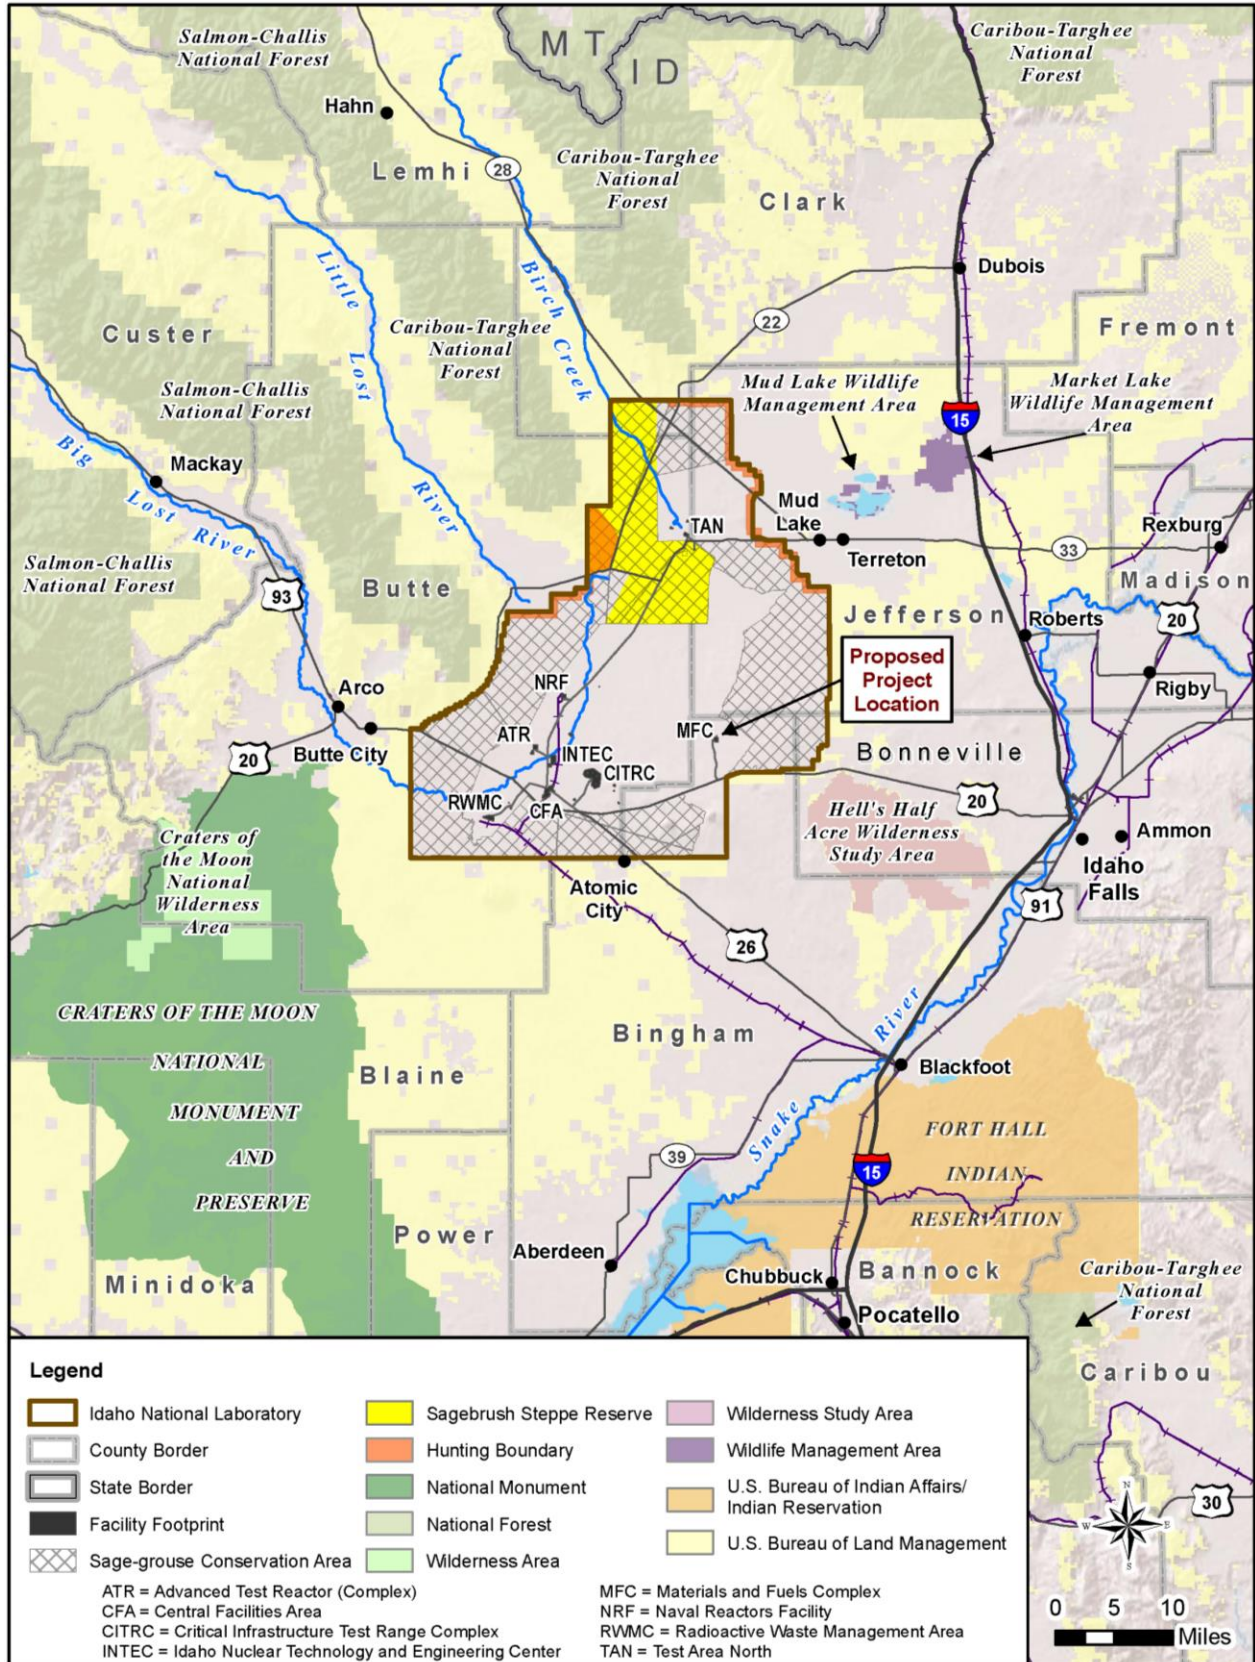 Salmon-Challis
National Forest
MT
ID
Caribou-Targhee
National
Forest
Hahn
Lemhi
28
Caribou-Targhee
National
Forest
Clark
Little
Lost
River
Birch Creek
Dubois
22
Custer
Caribou-Targhee
National
Forest
Fremont
Salmon-Challis
National Forest
Mud Lake Wildlife
Management Area
Market Lake
Wildlife Management
Area
15
Big
Lost River
Mackay
TAN
Mud
Lake
Terreton
33
Rexburg
Salmon-Challis
National Forest
93
Butte
Madison
Jefferson
Roberts
20
Proposed
Project
Location
Rigby
Arco
NRF
Butte City
20
ATR
INTEC
CITRC
MFC
Bonneville
RWMC
CFA
20
Hell's Half
Acre Wilderness
Study Area
Ammon
Idaho
Falls
Craters of
the Moon
National
Wilderness
Area
Atomic
City
91
26
CRATERS OF THE MOON
NATIONAL
MONUMENT
AND
PRESERVE
Bingham
Snake
River
Blackfoot
Blaine
FORT HALL
INDIAN
RESERVATION
39
15
Power
Aberdeen
Chubbuck
Bannock
Minidoka
Pocatello
Caribou-Targhee
National
Forest
Caribou
30
N
W
E
S
0 5 10
Miles
Legend
Idaho National Laboratory
County Border
State Border
Facility Footprint
Sage-grouse Conservation Area
Sagebrush Steppe Reserve
Hunting Boundary
National Monument
National Forest
Wilderness Area
Wilderness Study Area
Wildlife Management Area
U.S. Bureau of Indian Affairs/
Indian Reservation
U.S. Bureau of Land Management
ATR = Advanced Test Reactor (Complex)
CFA = Central Facilities Area
CITRC = Critical Infrastructure Test Range Complex
INTEC = Idaho Nuclear Technology and Engineering Center
MFC = Materials and Fuels Complex
NRF = Naval Reactors Facility
RWMC = Radioactive Waste Management Area
TAN = Test Area North